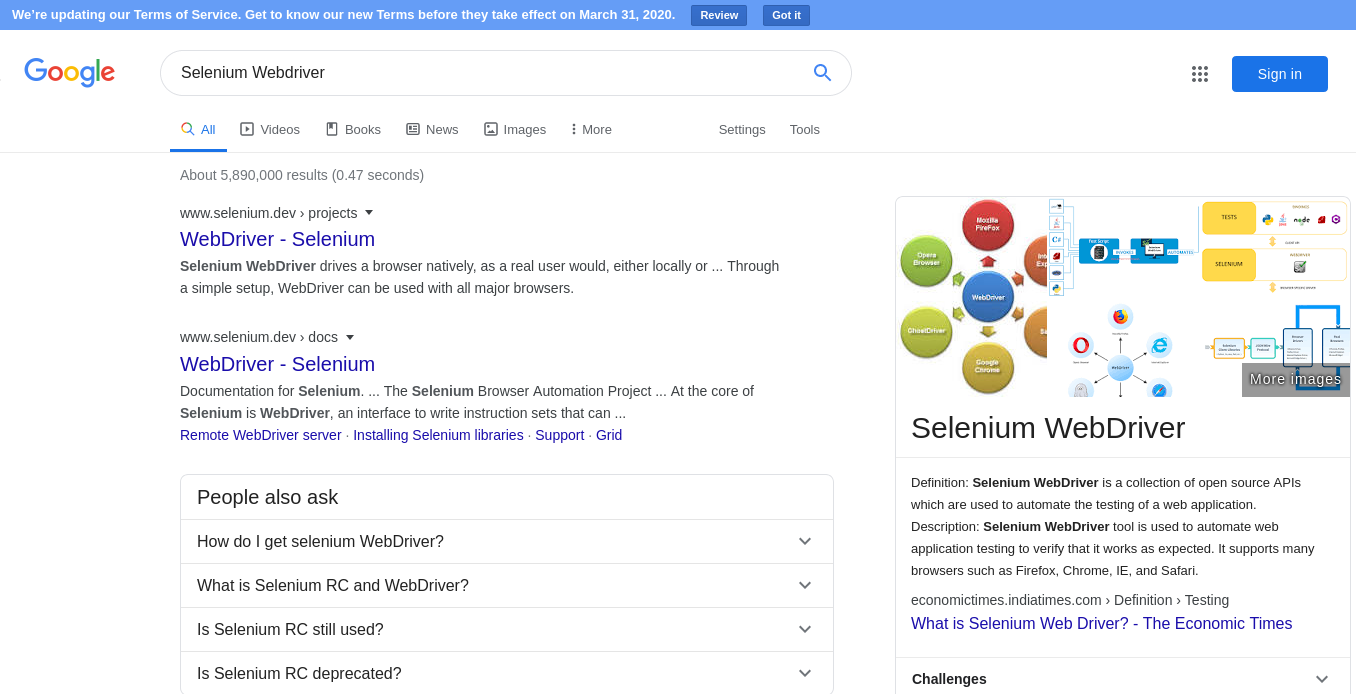 We're updating our Terms of Service. Get to know our new Terms before they take effect on March 31, 2020. Review Got it
Google
Selenium Webdriver
Sign in
All Videos Books News Images More Settings Tools
About 5,890,000 results (0.47 seconds)
www.selenium.dev › projects
WebDriver - Selenium
Selenium WebDriver drives a browser natively, as a real user would, either locally or ... Through
a simple setup, WebDriver can be used with all major browsers.
www.selenium.dev › docs
WebDriver - Selenium
Documentation for Selenium. ... The Selenium Browser Automation Project ... At the core of
Selenium is WebDriver, an interface to write instruction sets that can ...
Remote WebDriver server · Installing Selenium libraries · Support · Grid
People also ask
How do I get selenium WebDriver?
What is Selenium RC and WebDriver?
Is Selenium RC still used?
Is Selenium RC deprecated?
Mozilla
FireFox
Opera
Browser
WebDriver
GhostDriver
Google
Chrome
C#
Test Script
INVOKES
AUTOMATES
TESTS
node
SELENIUM
WEBDRIVER
More images
Selenium WebDriver
Definition: Selenium WebDriver is a collection of open source APIs
which are used to automate the testing of a web application.
Description: Selenium WebDriver tool is used to automate web
application testing to verify that it works as expected. It supports many
browsers such as Firefox, Chrome, IE, and Safari.
economictimes.indiatimes.com › Definition › Testing
What is Selenium Web Driver? - The Economic Times
Challenges